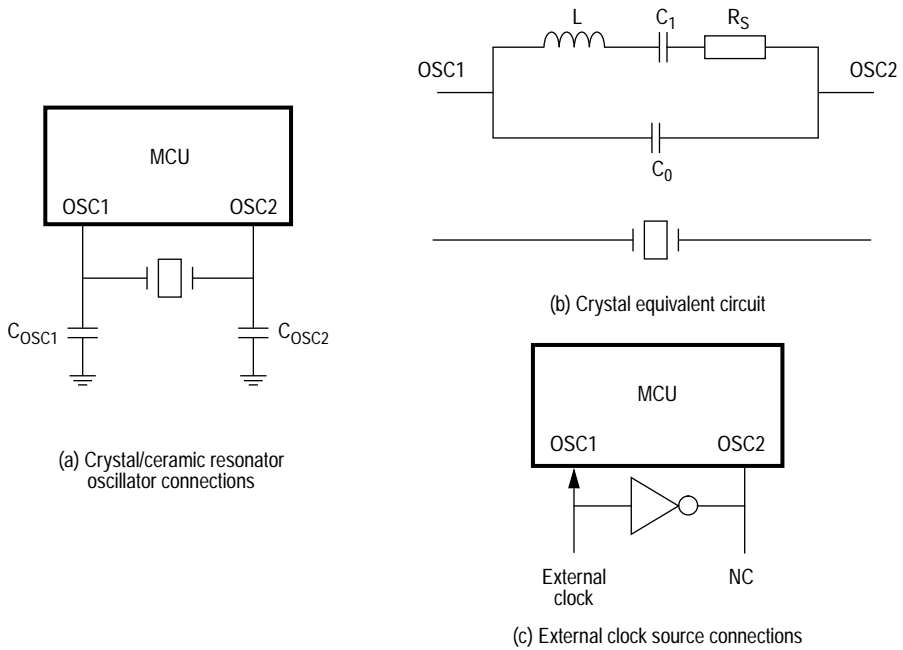 MCU
OSC1 OSC2
C_OSC1 C_OSC2
(a) Crystal/ceramic resonator
oscillator connections
L C_1 R_S
OSC1 OSC2
C_0
(b) Crystal equivalent circuit
MCU
OSC1 OSC2
External
clock
NC
(c) External clock source connections